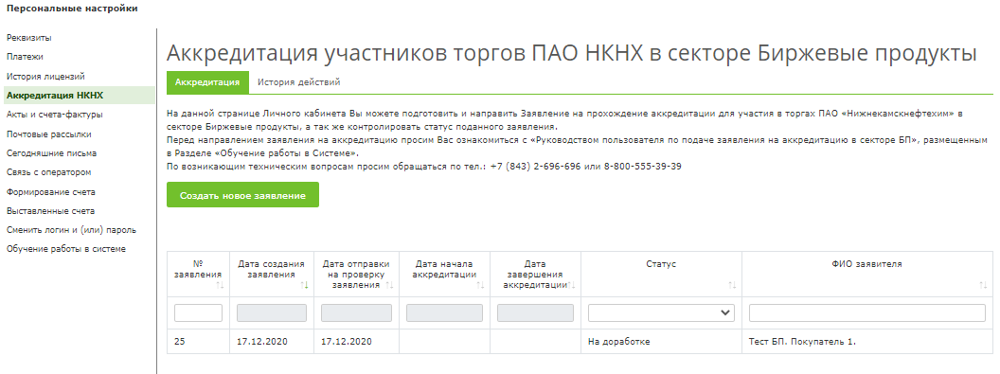 Персональные настройки
Реквизиты
Платежи
История лицензий
Аккредитация НКНХ
Акты и счета-фактуры
Почтовые рассылки
Сегодняшние письма
Связь с оператором
Формирование счета
Выставленные счета
Сменить логин и (или) пароль
Обучение работы в системе
Аккредитация участников торгов ПАО НКНХ в секторе Биржевые продукты
Аккредитация История действий
На данной странице Личного кабинета Вы можете подготовить и направить Заявление на прохождение аккредитации для участия в торгах ПАО «Нижнекамскнефтехим» в
секторе Биржевые продукты, а так же контролировать статус поданного заявления.
Перед направлением заявления на аккредитацию просим Вас ознакомиться с «Руководством пользователя по подаче заявления на аккредитацию в секторе БП», размещенным
в Разделе «Обучение работы в Системе».
По возникающим техническим вопросам просим обращаться по тел.: +7 (843) 2-696-696 или 8-800-555-39-39
Создать новое заявление
№ заявления
Дата создания заявления
Дата отправки на проверку заявления
Дата начала аккредитации
Дата завершения аккредитации
Статус
ФИО заявителя
25 17.12.2020 17.12.2020 На доработке Тест БП. Покупатель 1.